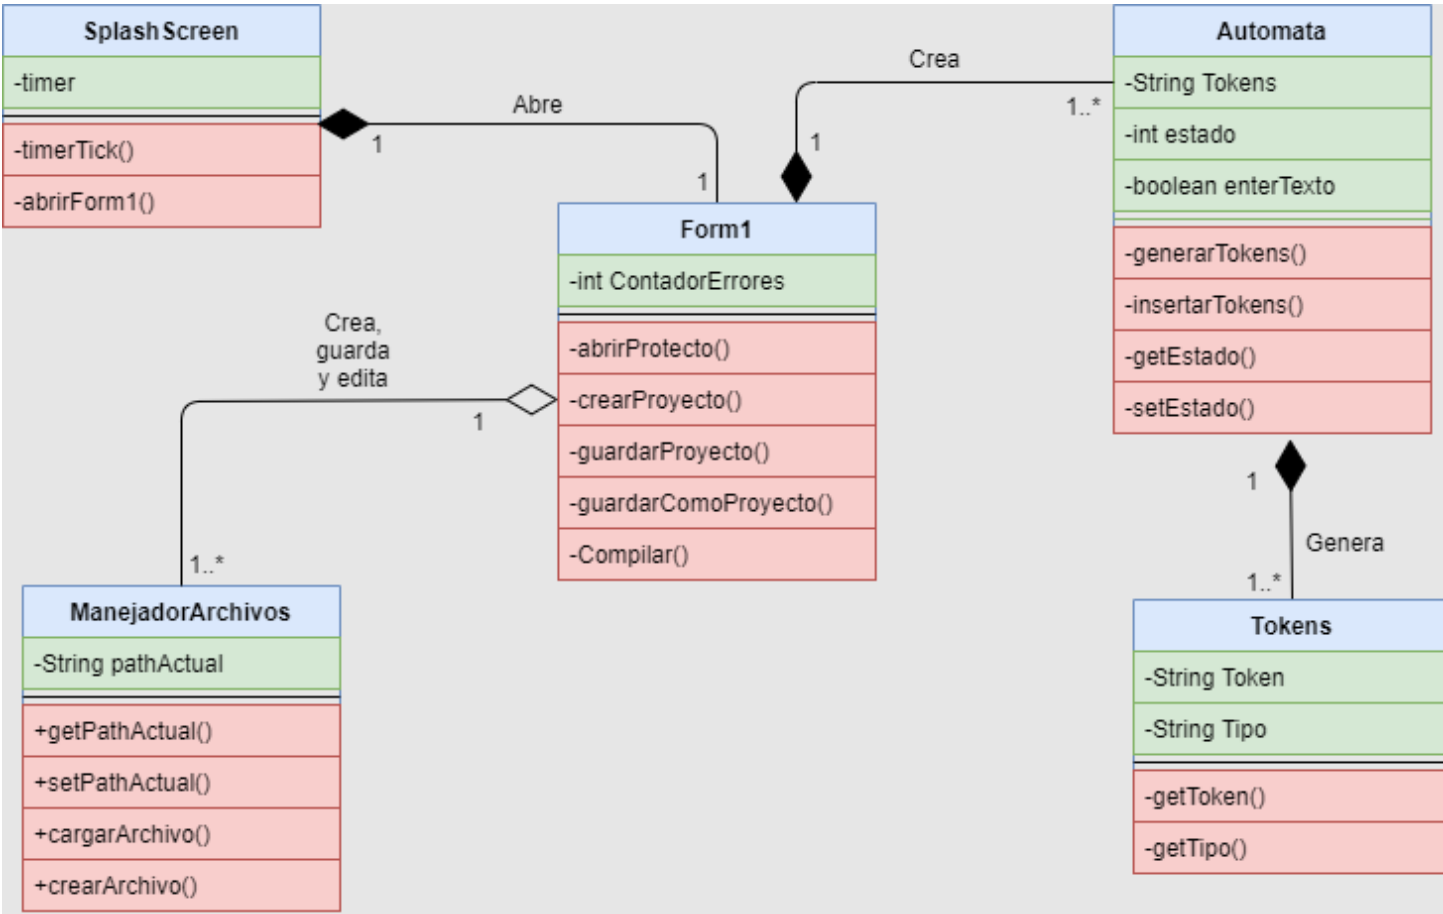 SplashScreen
-timer
-timerTick()
-abrirForm1()
Abre
1
1
Crea
1
1..*
Automata
-String Tokens
-int estado
-boolean enterTexto
-generarTokens()
-insertarTokens()
-getEstado()
-setEstado()
Form1
-int ContadorErrores
-abrirProtecto()
-crearProyecto()
-guardarProyecto()
-guardarComoProyecto()
-Compilar()
Crea,
guarda
y edita
1
1..*
1
Genera
1..*
ManejadorArchivos
-String pathActual
+getPathActual()
+setPathActual()
+cargarArchivo()
+crearArchivo()
Tokens
-String Token
-String Tipo
-getToken()
-getTipo()